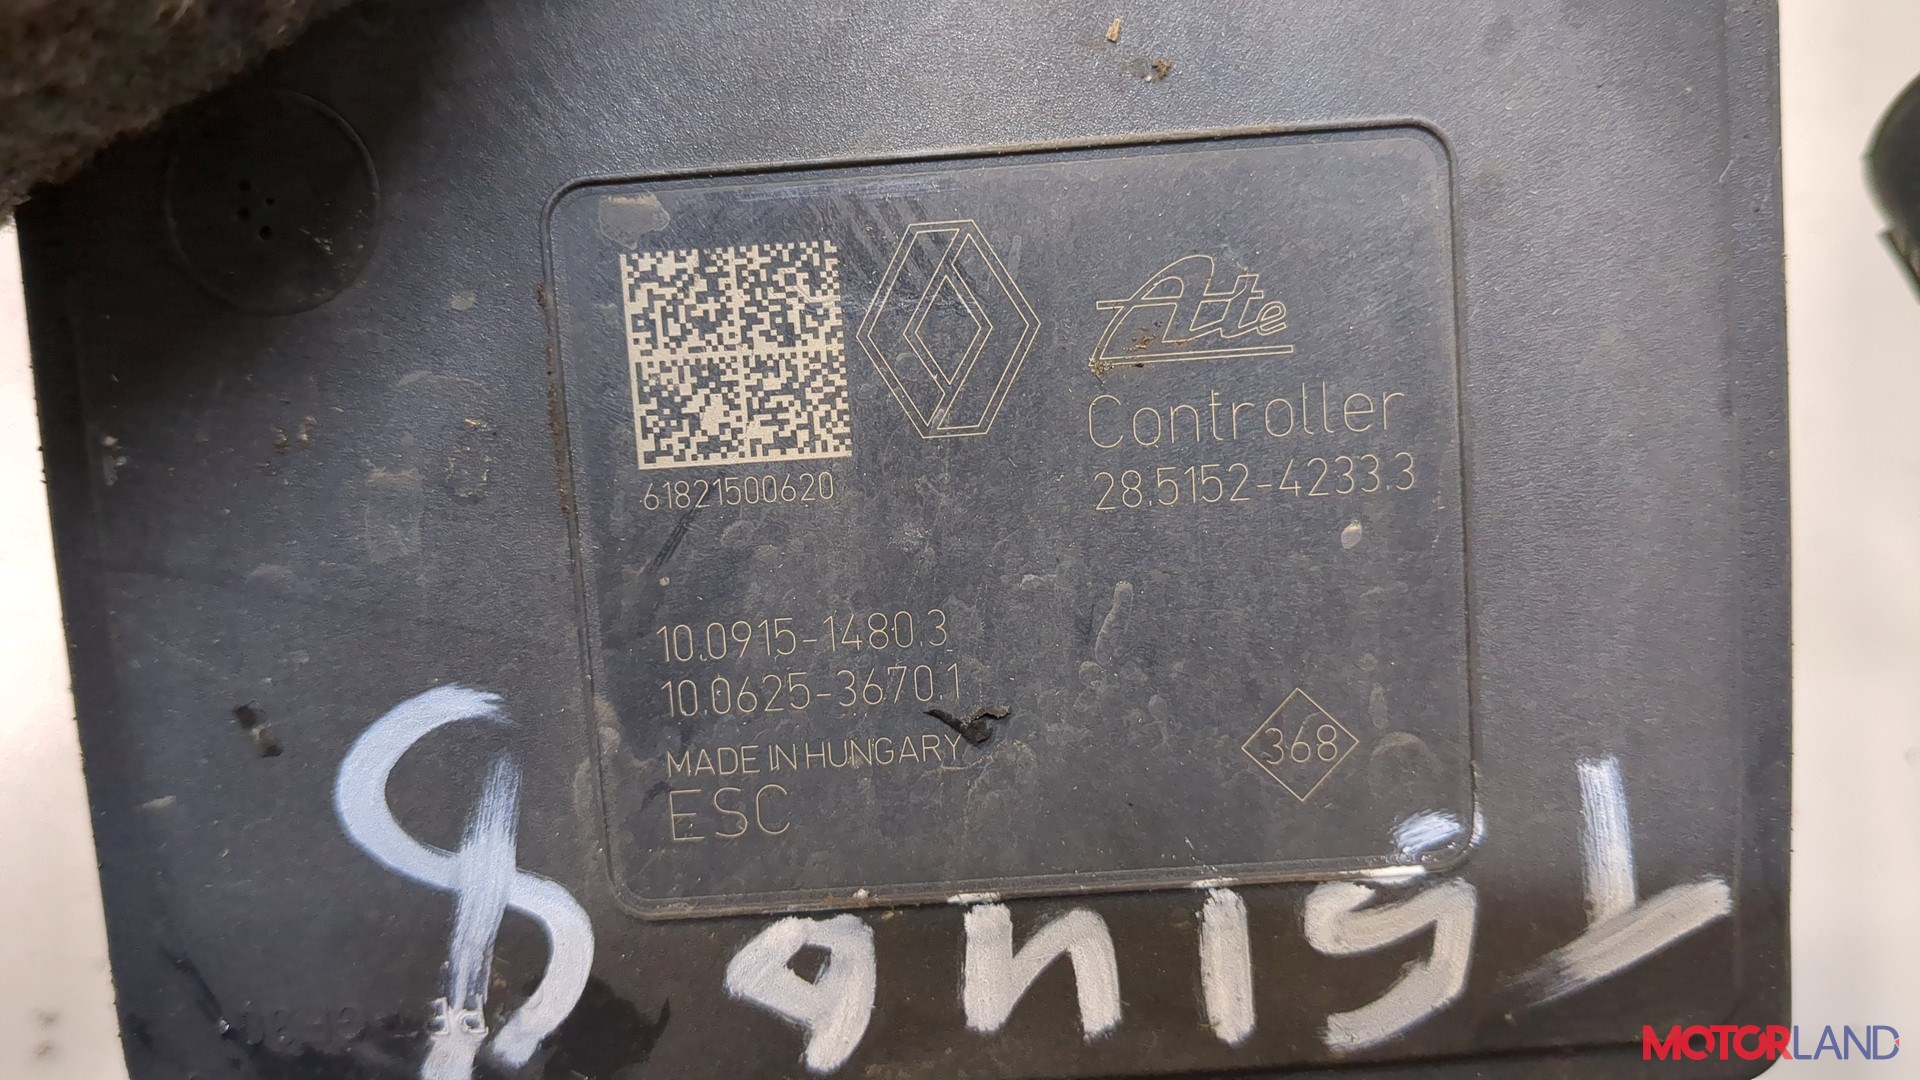 Ate
Controller
28.5152-4233.3
61821500620
10.0915-1480.3
10.0625-3670.1
MADE IN HUNGARY
ESC
368
MOTORLAND